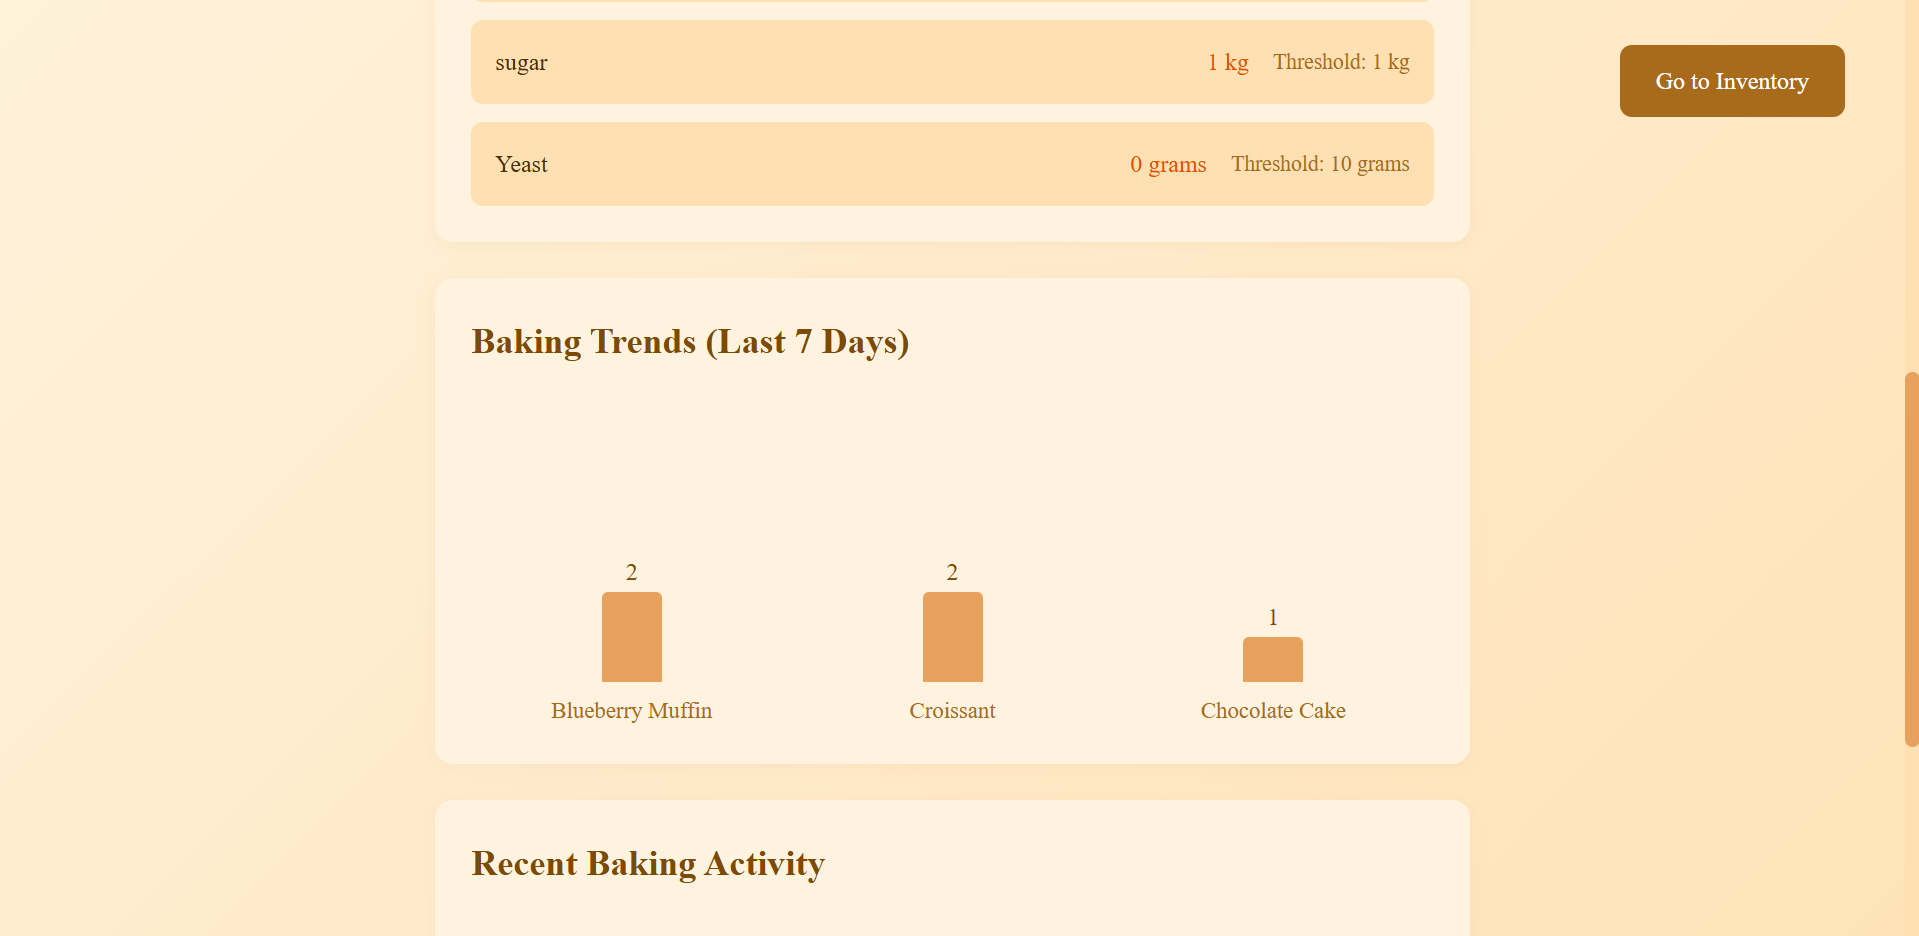 sugar 1 kg Threshold: 1 kg
Go to Inventory
Yeast 0 grams Threshold: 10 grams
Baking Trends (Last 7 Days)
2 2 1
Blueberry Muffin Croissant Chocolate Cake
Recent Baking Activity